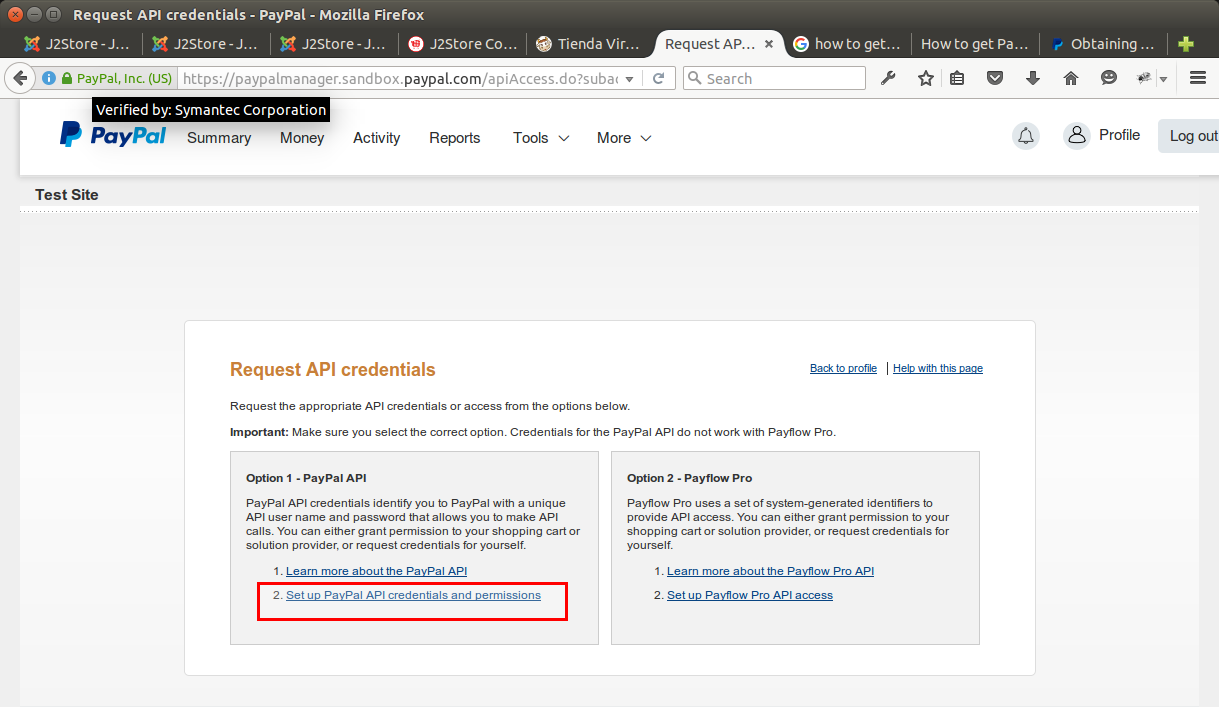 Request API credentials - PayPal - Mozilla Firefox
J2Store - J... J2Store - J... J2Store - J... J2Store Co... Tienda Vir... Request AP... how to get... How to get Pa... Obtaining ...
PayPal, Inc. (US) https://paypalmanager.sandbox.paypal.com/apiAccess.do?suba Search
Verified by: Symantec Corporation
PayPal Summary Money Activity Reports Tools More Profile Log out
Test Site
Request API credentials Back to profile | Help with this page
Request the appropriate API credentials or access from the options below.
Important: Make sure you select the correct option. Credentials for the PayPal API do not work with Payflow Pro.
Option 1 - PayPal API
PayPal API credentials identify you to PayPal with a unique
API user name and password that allows you to make API
calls. You can either grant permission to your shopping cart or
solution provider, or request credentials for yourself.
1. Learn more about the PayPal API
2. Set up PayPal API credentials and permissions
Option 2 - Payflow Pro
Payflow Pro uses a set of system-generated identifiers to
provide API access. You can either grant permission to your
shopping cart or solution provider, or request credentials for
yourself.
1. Learn more about the Payflow Pro API
2. Set up Payflow Pro API access